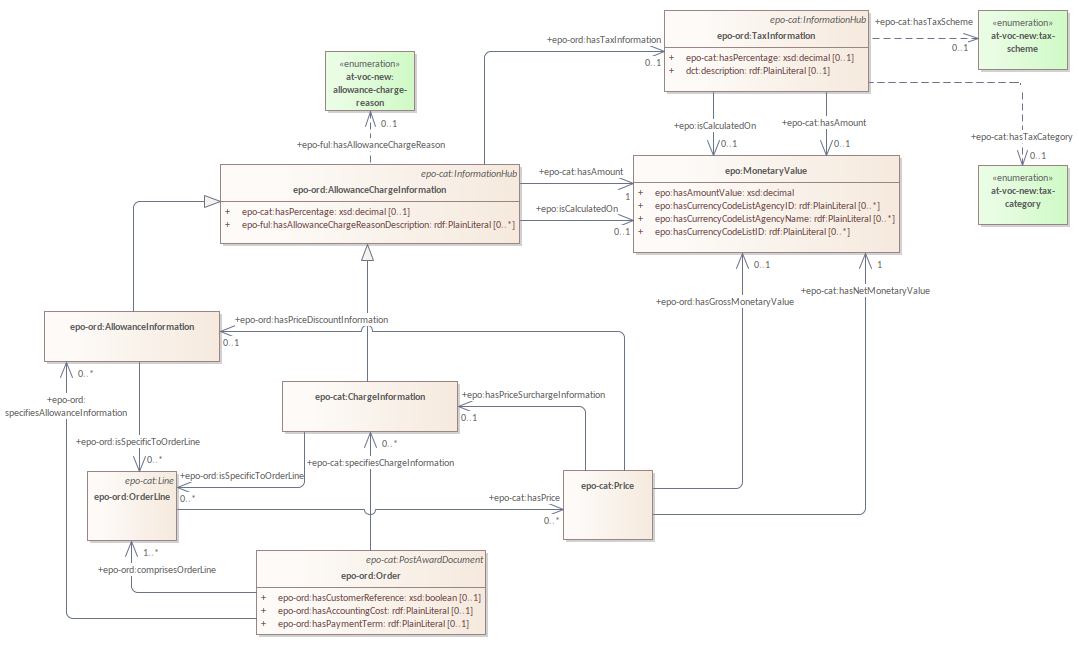 epo-cat:InformationHub
epo-ord:TaxInformation
+ epo-cat:hasPercentage: xsd:decimal [0..1]
+ dct:description: rdf:PlainLiteral [0..1]
+epo-cat:hasTaxScheme
0..1
«enumeration»
at-voc-new:tax-
scheme
+epo-ord:hasTaxInformation
0..1
«enumeration»
at-voc-new:
allowance-charge-
reason
0..1
+epo-ful:hasAllowanceChargeReason
+epo:isCalculatedOn
0..1
+epo-cat:hasAmount
0..1
+epo-cat:hasTaxCategory
0..1
«enumeration»
at-voc-new:tax-
category
epo-cat:InformationHub
epo-ord:AllowanceChargeInformation
+ epo-cat:hasPercentage: xsd:decimal [0..1]
+ epo-ful:hasAllowanceChargeReasonDescription: rdf:PlainLiteral [0..*]
+epo-cat:hasAmount
1
+epo:isCalculatedOn
0..1
epo:MonetaryValue
+ epo:hasAmountValue: xsd:decimal
+ epo:hasCurrencyCodeListAgencyID: rdf:PlainLiteral [0..*]
+ epo:hasCurrencyCodeListAgencyName: rdf:PlainLiteral [0..*]
+ epo:hasCurrencyCodeListID: rdf:PlainLiteral [0..*]
0..1
+epo-ord:hasGrossMonetaryValue
1
+epo-cat:hasNetMonetaryValue
epo-ord:AllowanceInformation
+epo-ord:hasPriceDiscountInformation
0..1
0..*
+epo-ord:
specifiesAllowanceInformation
epo-cat:ChargeInformation
+epo:hasPriceSurchargeInformation
0..1
+epo-ord:isSpecificToOrderLine
0..*
0..*
+epo-cat:specifiesChargeInformation
+epo-ord:isSpecificToOrderLine
0..*
epo-cat:Line
epo-ord:OrderLine
epo-cat:Price
+epo-cat:hasPrice
0..*
1..*
+epo-ord:comprisesOrderLine
epo-cat:PostAwardDocument
epo-ord:Order
+ epo-ord:hasCustomerReference: xsd:boolean [0..1]
+ epo-ord:hasAccountingCost: rdf:PlainLiteral [0..1]
+ epo-ord:hasPaymentTerm: rdf:PlainLiteral [0..1]